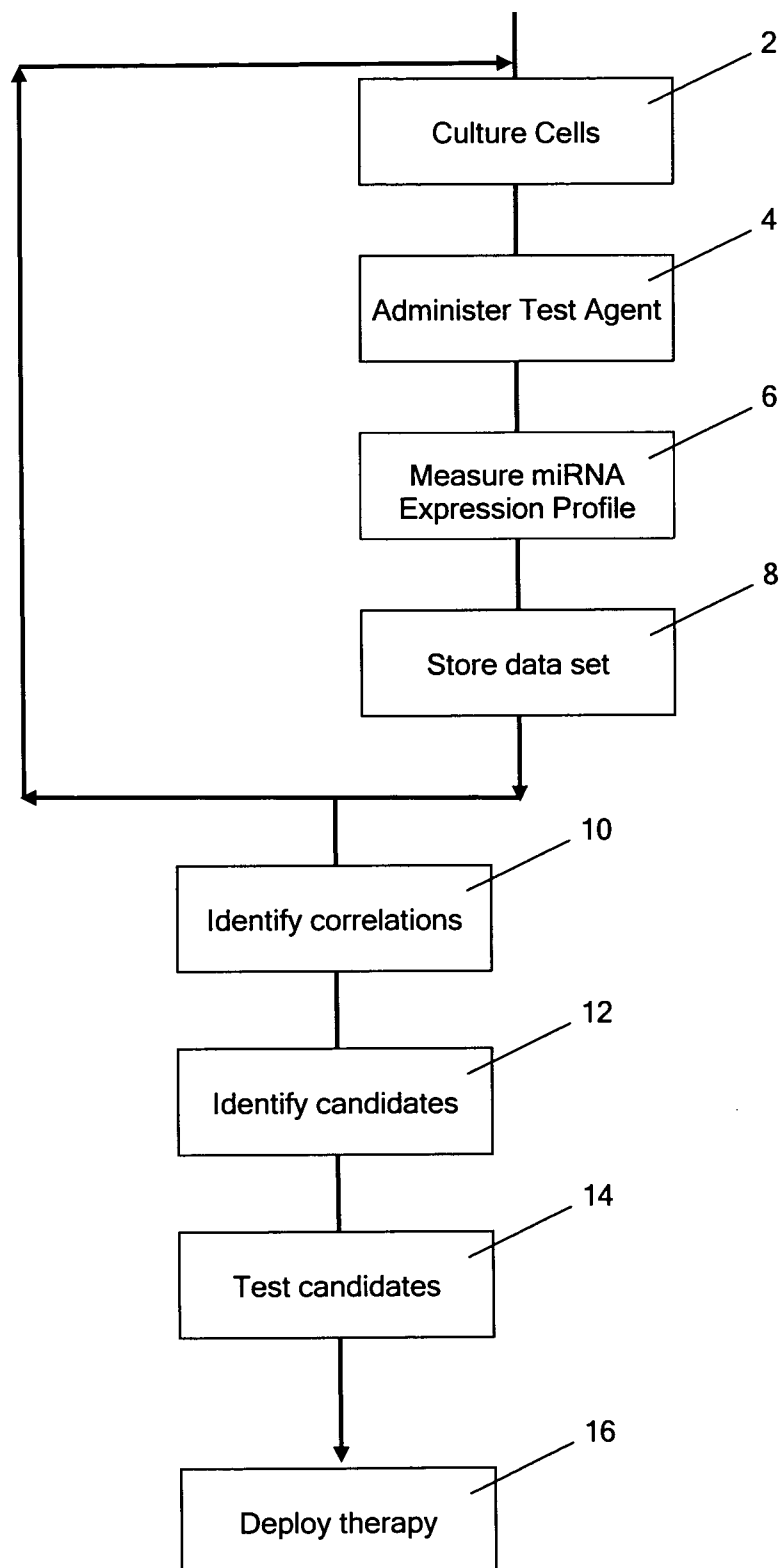 2
Culture Cells
4
Administer Test Agent
6
Measure miRNA
Expression Profile
8
Store data set
10
Identify correlations
12
Identify candidates
14
Test candidates
16
Deploy therapy